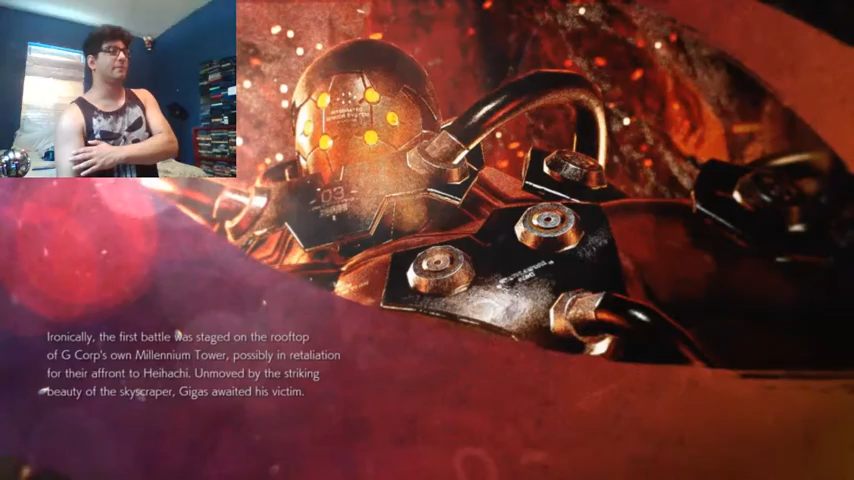 Ironically, the first battle was staged on the rooftop
of G Corp's own Millennium Tower, possibly in retaliation
for their affront to Heihachi. Unmoved by the striking
beauty of the skyscraper, Gigas awaited his victim.
03